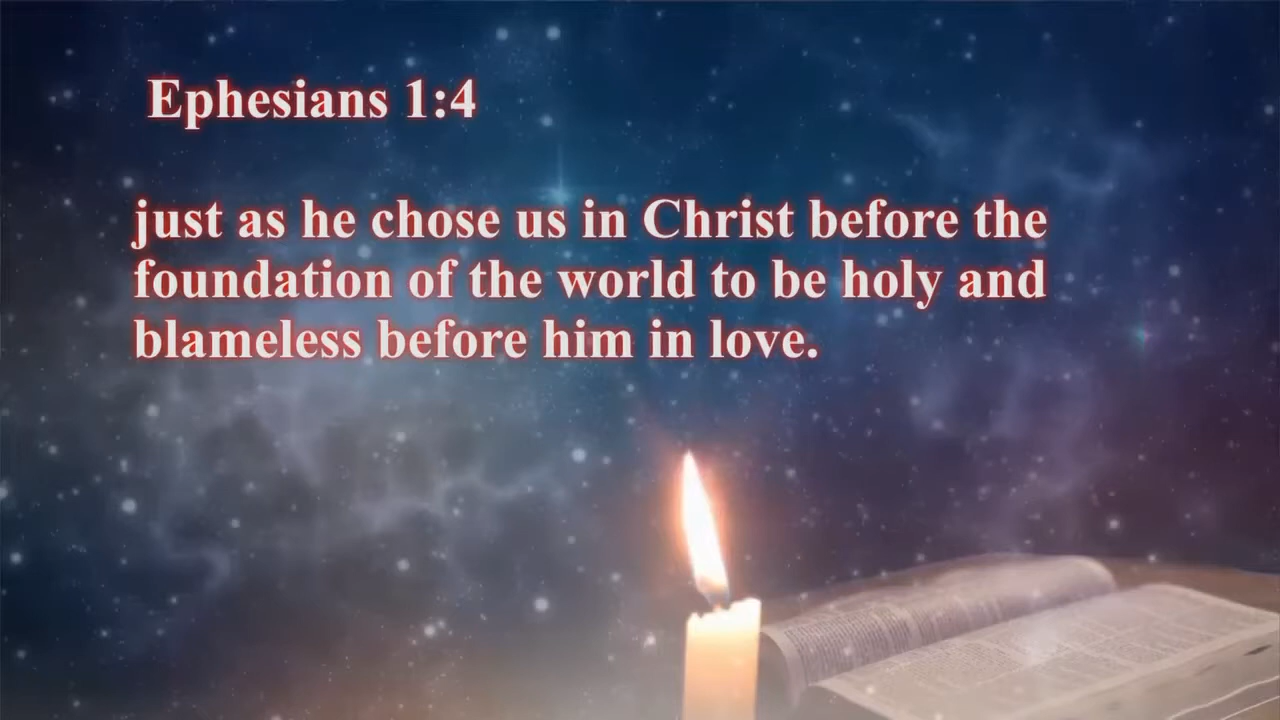 Ephesians 1:4
just as he chose us in Christ before the
foundation of the world to be holy and
blameless before him in love.